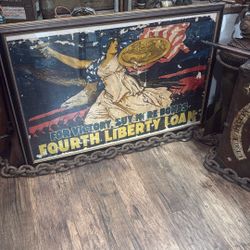 FOR VICTORY BUY MORE BONDS
FOURTH LIBERTY LOAN